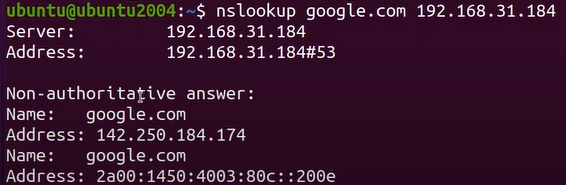 ubuntu@ubuntu2004:~$ nslookup google.com 192.168.31.184
Server:         192.168.31.184
Address:        192.168.31.184#53

Non-authoritative answer:
Name:   google.com
Address: 142.250.184.174
Name:   google.com
Address: 2a00:1450:4003:80c::200e